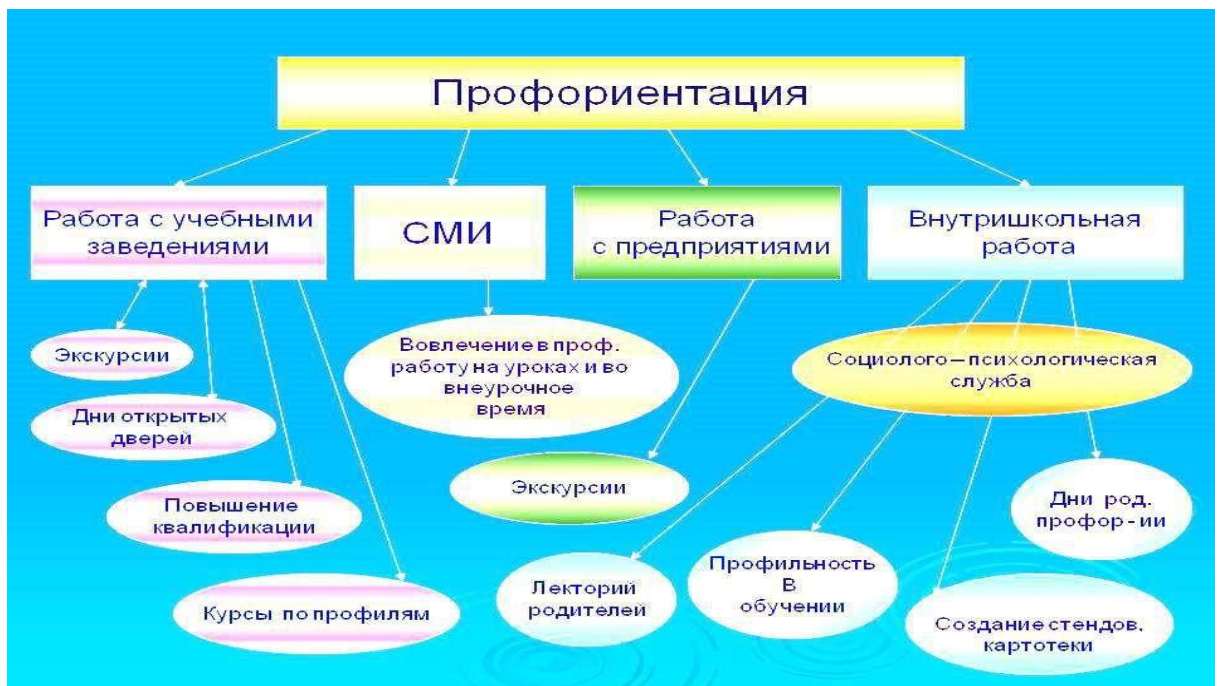 Профориентация
Работа с учебными
заведениями
СМИ
Работа
с предприятиями
Внутришкольная
работа
Экскурсии
Дни открытых
дверей
Повышение
квалификации
Курсы по профилям
Вовлечение в проф.
работу на уроках и во
внеурочное
время
Экскурсии
Социолого – психологическая
служба
Лекторий
родителей
Профильность
В
обучении
Создание стендов,
картотеки
Дни род.
профор - ии